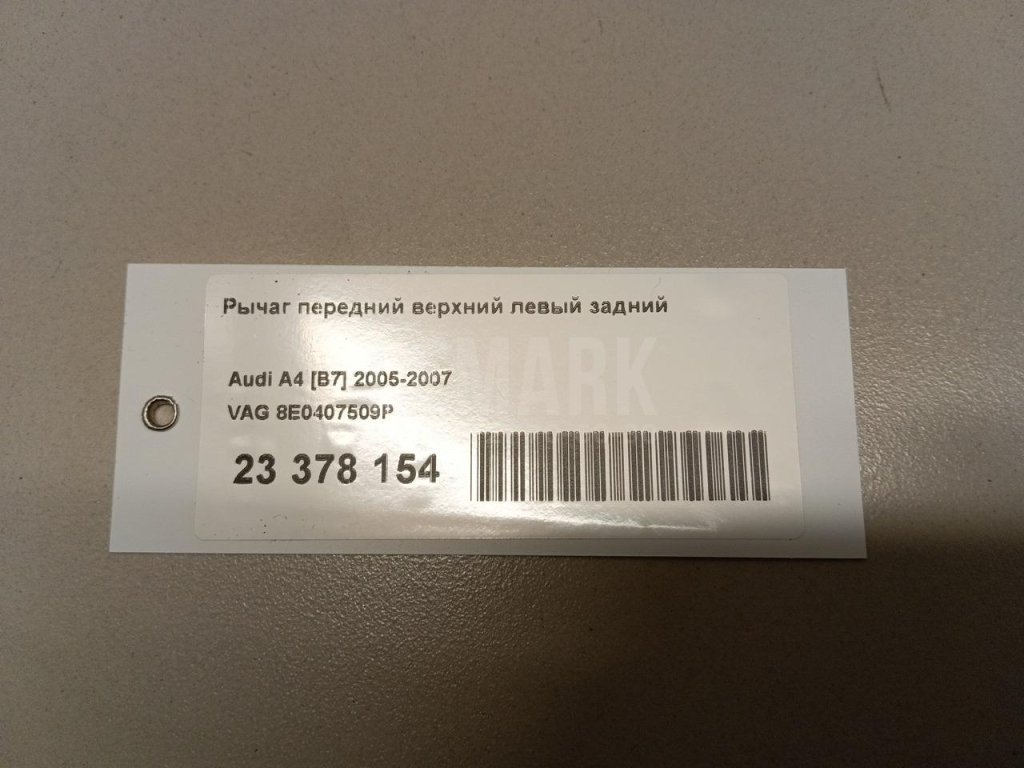 Рычаг передний верхний левый задний
Audi A4 [B7] 2005-2007
VAG 8E0407509P
23 378 154